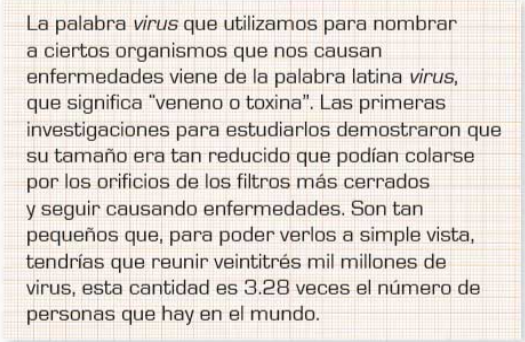 La palabra virus que utilizamos para nombrar
a ciertos organismos que nos causan
enfermedades viene de la palabra latina virus,
que significa “veneno o toxina”. Las primeras
investigaciones para estudiarlos demostraron que
su tamaño era tan reducido que podían colarse
por los orificios de los filtros más cerrados
y seguir causando enfermedades. Son tan
pequeños que, para poder verlos a simple vista,
tendrías que reunir veintitrés mil millones de
virus, esta cantidad es 3.28 veces el número de
personas que hay en el mundo.